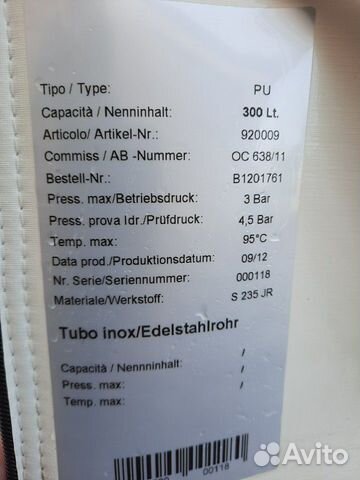 Tipo / Type: PU
Capacità / Nenninhalt: 300 Lt.
Articolo/ Artikel-Nr.: 920009
Commiss / AB -Nummer: OC 638/11
Bestell-Nr.: B1201761
Press. max/Betriebsdruck: 3 Bar
Press. prova Idr./Prüfdruck: 4,5 Bar
Temp. max: 95°C
Data prod./Produktionsdatum: 09/12
Nr. Serie/Seriennummer: 000118
Materiale/Werkstoff: S 235 JR
Tubo inox/Edelstahlrohr
Capacità / Nennninhalt: /
Press. max: /
Temp. max: /
00118
Avito